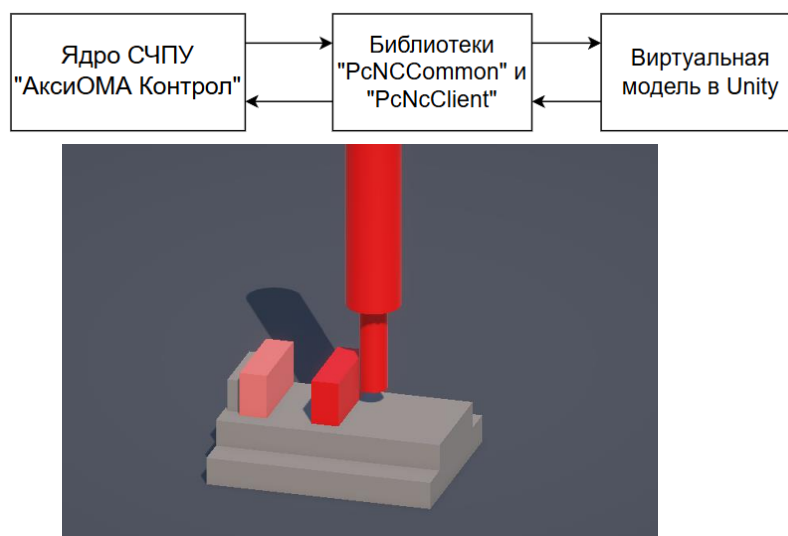 Ядро СЧПУ
"АксиОМА Контрол"
Библиотеки
"PcNCCommon" и
"PcNcClient"
Виртуальная
модель в Unity